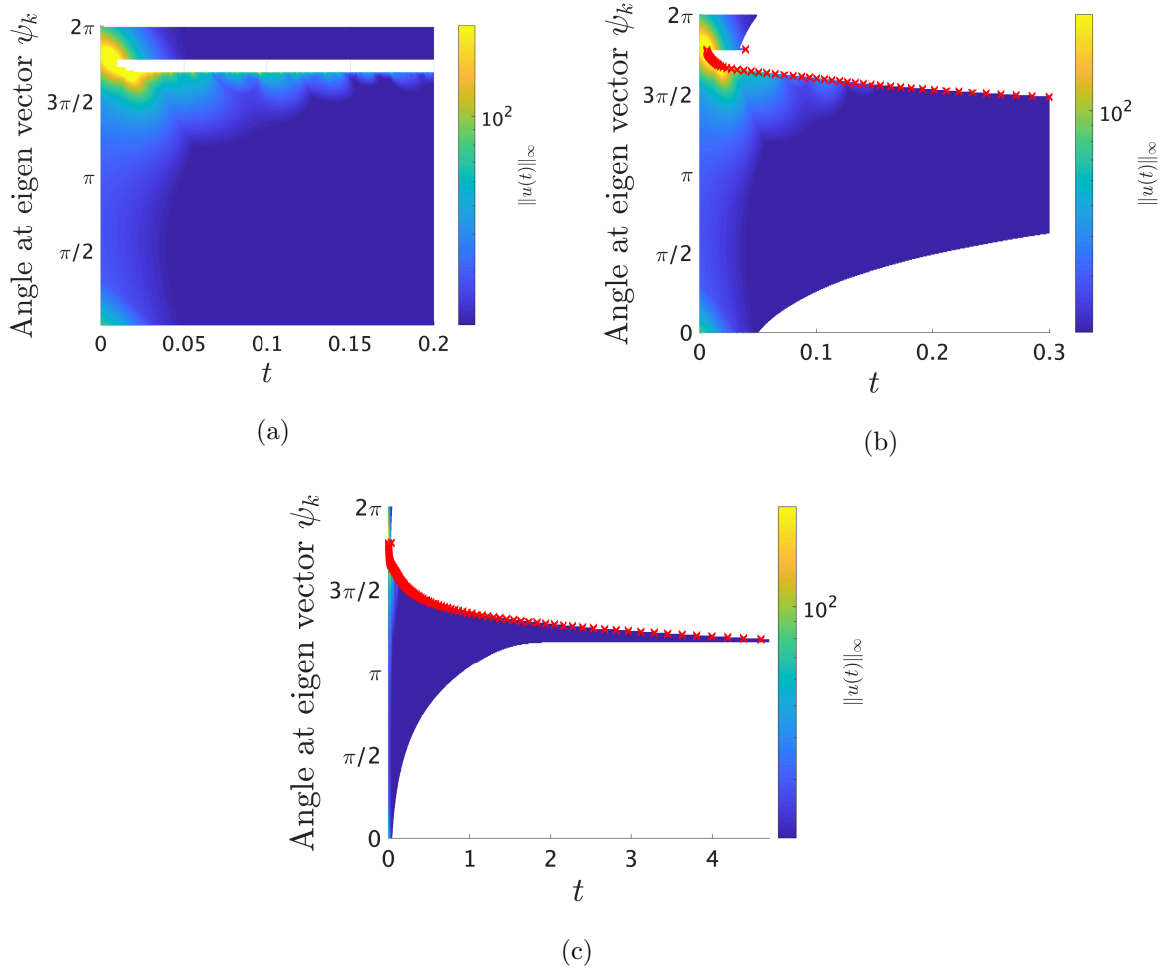 Angle at eigen vector ψ_k
2π
3π/2
π
π/2
0 0.05 0.1 0.15 0.2
t
10^2
||u(t)||_∞
(a)
Angle at eigen vector ψ_k
2π
3π/2
π
π/2
0
0 0.1 0.2 0.3
t
10^2
||u(t)||_∞
(b)
Angle at eigen vector ψ_k
2π
3π/2
π
π/2
0
0 1 2 3 4
t
10^2
||u(t)||_∞
(c)